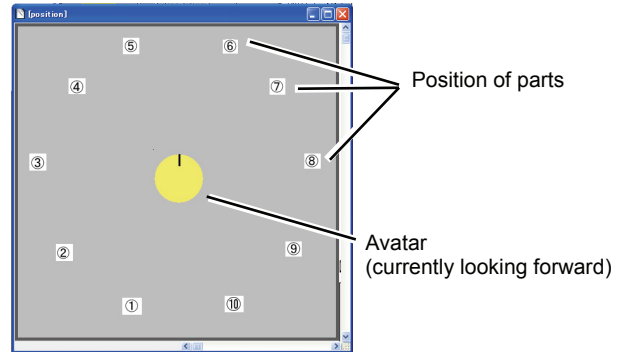 [position]
⑤ ⑥
④ ⑦
Position of parts
③ ⑧
② ⑨
Avatar
(currently looking forward)
① ⑩